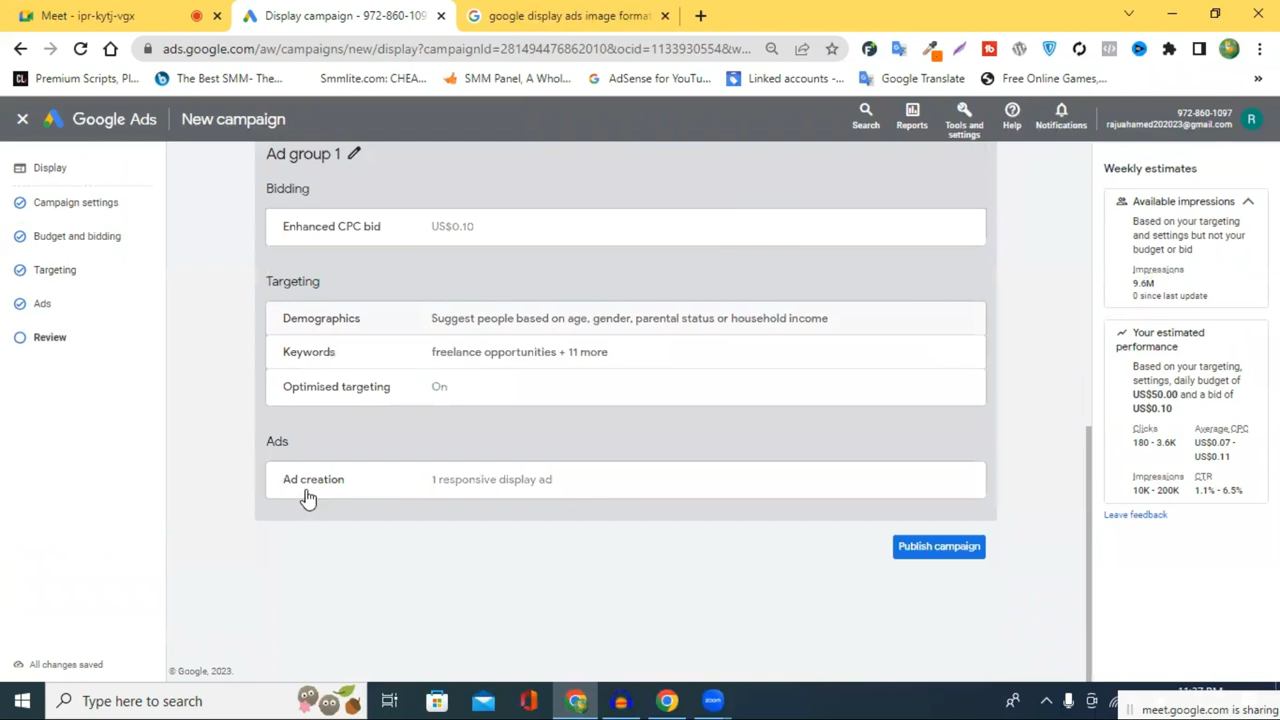 Meet - ipr-kytj-vgx
Display campaign - 972-860-109
google display ads image format
ads.google.com/aw/campaigns/new/display?campaignId=281494476862010&ocid=1133930554&w...
Premium Scripts, Pl...
The Best SMM- The...
Smmlite.com: CHEA...
SMM Panel, A Whol...
AdSense for YouTu...
Linked accounts -...
Google Translate
Free Online Games,...
»
Google Ads
New campaign
Search
Reports
Tools and
settings
Help
Notifications
972-860-1097
rajuahamed202023@gmail.com
R
Display
Campaign settings
Budget and bidding
Targeting
Ads
Review
All changes saved
Ad group 1
Bidding
Enhanced CPC bid US$0.10
Targeting
Demographics Suggest people based on age, gender, parental status or household income
Keywords freelance opportunities + 11 more
Optimised targeting On
Ads
Ad creation 1 responsive display ad
Publish campaign
© Google, 2023.
Weekly estimates
Available impressions
Based on your targeting
and settings but not your
budget or bid
Impressions
9.6M
0 since last update
Your estimated
performance
Based on your targeting,
settings, daily budget of
US$50.00 and a bid of
US$0.10
Clicks Average CPC
180 - 3.6K US$0.07 -
US$0.11
Impressions CTR
10K - 200K 1.1% - 6.5%
Leave feedback
Type here to search
zoom
meet.google.com is sharing